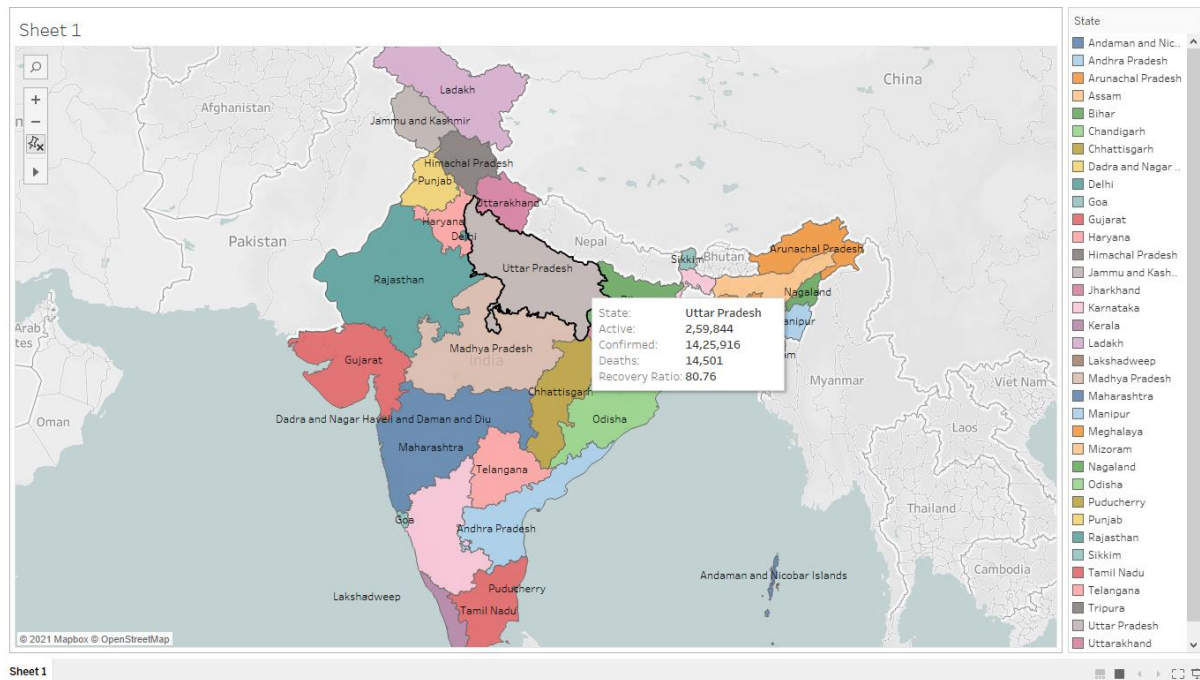 Sheet 1
China
Afghanistan
Ladakh
Jammu and Kashmir
Himachal Pradesh
Punjab
Uttarakhand
Haryana
Delhi
Pakistan
Nepal
Sikkim
Bhutan
Arunachal Pradesh
Uttar Pradesh
Rajasthan
Nagaland
State: Uttar Pradesh
Active: 2,59,844
Confirmed: 14,25,916
Deaths: 14,501
Recovery Ratio: 80.76
anipur
Arab
tes
Madhya Pradesh
India
Gujarat
Chhattisgarh
Myanmar
Viet Nam
Oman
Dadra and Nagar Haveli and Daman and Diu
Odisha
Laos
Maharashtra
Telangana
Thailand
Goa
Andhra Pradesh
Cambodia
Andaman and Nicobar Islands
Lakshadweep
Puducherry
Tamil Nadu
© 2021 Mapbox © OpenStreetMap
State
Andaman and Nic..
Andhra Pradesh
Arunachal Pradesh
Assam
Bihar
Chandigarh
Chhattisgarh
Dadra and Nagar ..
Delhi
Goa
Gujarat
Haryana
Himachal Pradesh
Jammu and Kash..
Jharkhand
Karnataka
Kerala
Ladakh
Lakshadweep
Madhya Pradesh
Maharashtra
Manipur
Meghalaya
Mizoram
Nagaland
Odisha
Puducherry
Punjab
Rajasthan
Sikkim
Tamil Nadu
Telangana
Tripura
Uttar Pradesh
Uttarakhand
Sheet 1